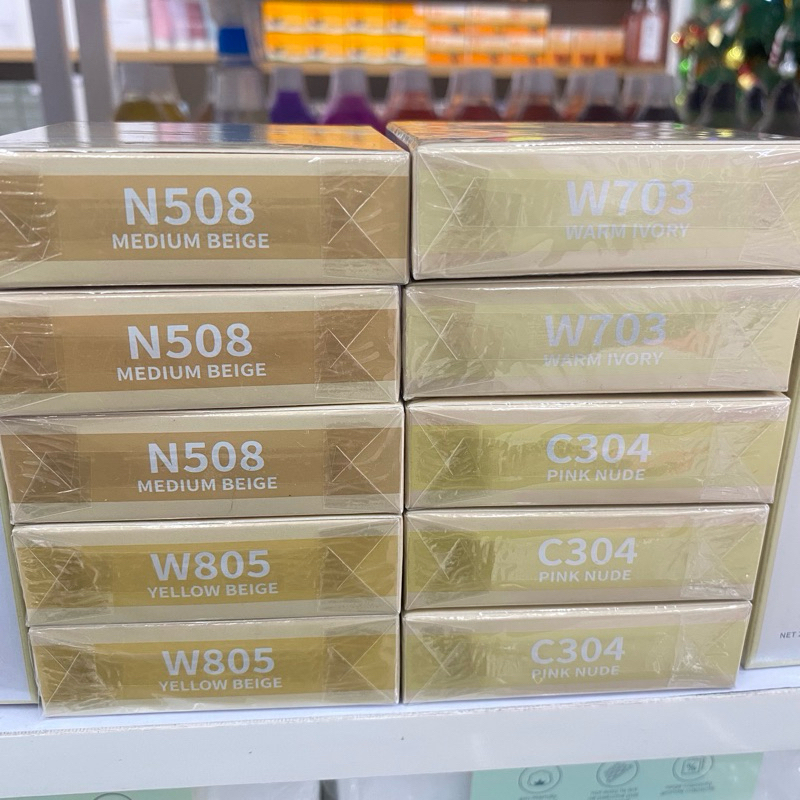 N508
MEDIUM BEIGE
N508
MEDIUM BEIGE
N508
MEDIUM BEIGE
W805
YELLOW BEIGE
W805
YELLOW BEIGE
W703
WARM IVORY
W703
WARM IVORY
C304
PINK NUDE
C304
PINK NUDE
C304
PINK NUDE
NET